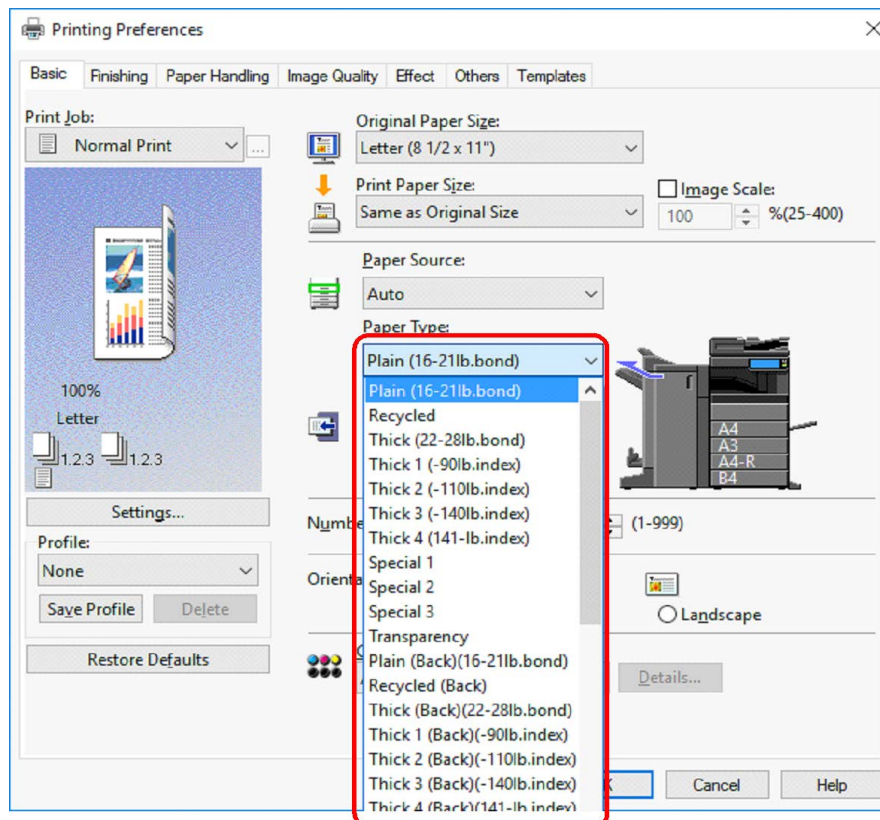 Printing Preferences
Basic Finishing Paper Handling Image Quality Effect Others Templates
Print Job:
Normal Print
...
100%
Letter
1.2.3 1.2.3
Settings...
Profile:
None
Save Profile Delete
Restore Defaults
Original Paper Size:
Letter (8 1/2 x 11")
Print Paper Size:
Same as Original Size
Image Scale:
100 %(25-400)
Paper Source:
Auto
Paper Type:
Plain (16-21lb.bond)
Plain (16-21lb.bond)
Recycled
Thick (22-28lb.bond)
Thick 1 (-90lb.index)
Thick 2 (-110lb.index)
Thick 3 (-140lb.index)
Thick 4 (141-lb.index)
Special 1
Special 2
Special 3
Transparency
Plain (Back)(16-21lb.bond)
Recycled (Back)
Thick (Back)(22-28lb.bond)
Thick 1 (Back)(-90lb.index)
Thick 2 (Back)(-110lb.index)
Thick 3 (Back)(-140lb.index)
Thick 4 (Back)(141-lb.index)
A4
A3
A4-R
B4
(1-999)
Landscape
Details...
Cancel Help